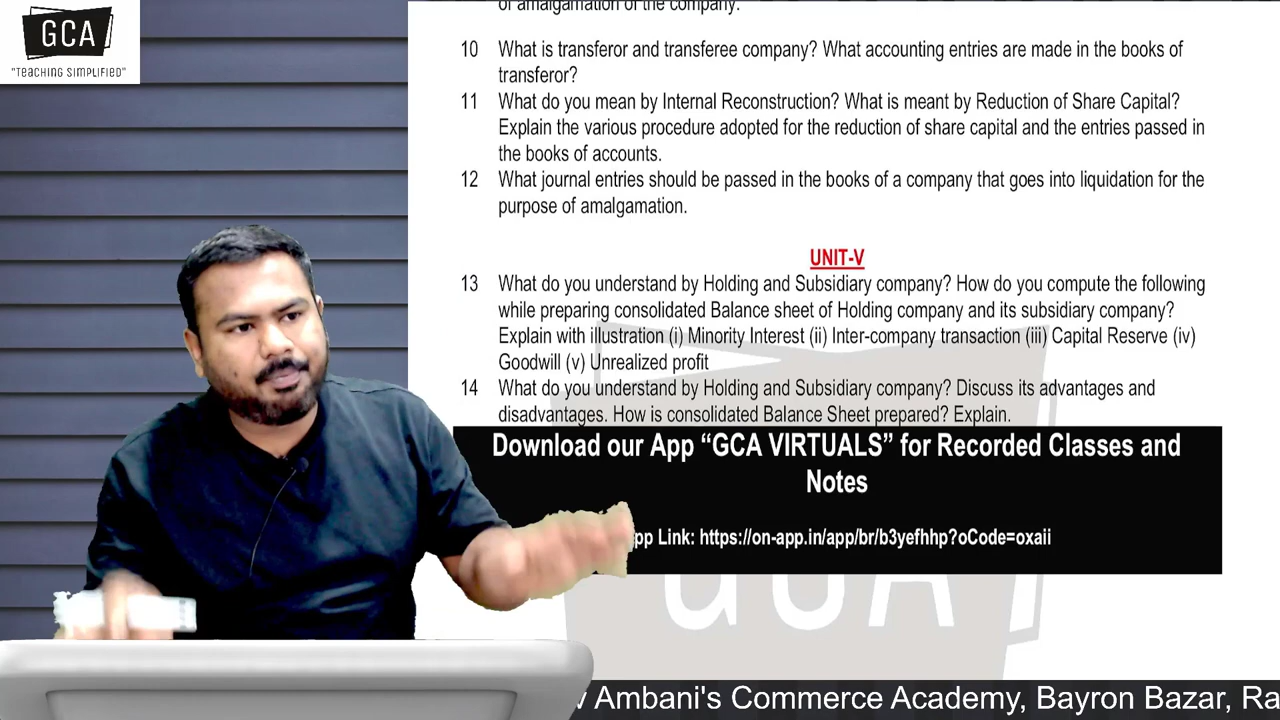 GCA
"TEACHING SIMPLIFIED"
of amalgamation of the company.
10 What is transferor and transferee company? What accounting entries are made in the books of
transferor?
11 What do you mean by Internal Reconstruction? What is meant by Reduction of Share Capital?
Explain the various procedure adopted for the reduction of share capital and the entries passed in
the books of accounts.
12 What journal entries should be passed in the books of a company that goes into liquidation for the
purpose of amalgamation.
UNIT-V
13 What do you understand by Holding and Subsidiary company? How do you compute the following
while preparing consolidated Balance sheet of Holding company and its subsidiary company?
Explain with illustration (i) Minority Interest (ii) Inter-company transaction (iii) Capital Reserve (iv)
Goodwill (v) Unrealized profit
14 What do you understand by Holding and Subsidiary company? Discuss its advantages and
disadvantages. How is consolidated Balance Sheet prepared? Explain.
Download our App “GCA VIRTUALS” for Recorded Classes and
Notes
Link: https://on-app.in/app/br/b3yefhhp?oCode=oxaii
GCA
Ambani's Commerce Academy, Bayron Bazar,